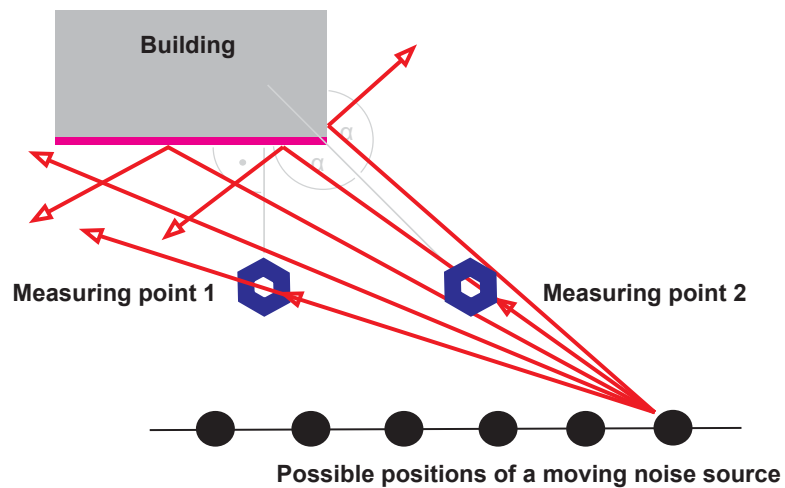 Building
α
α
Measuring point 1
Measuring point 2
Possible positions of a moving noise source